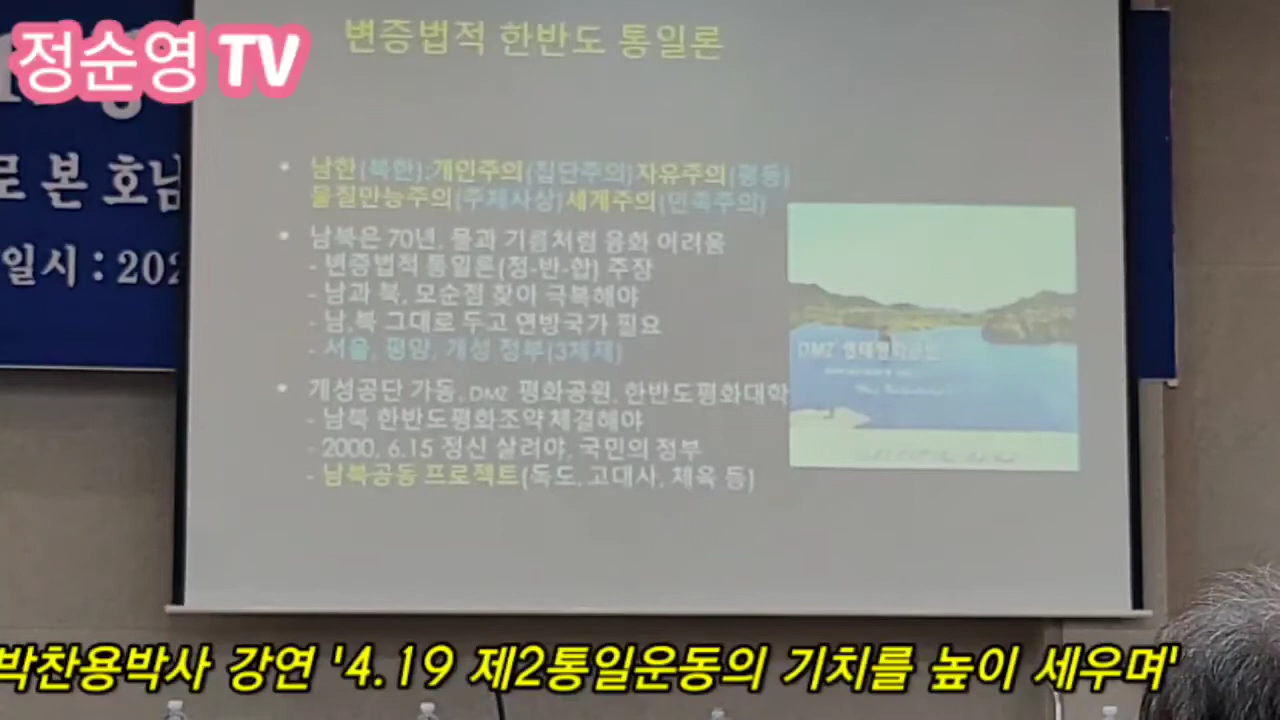 정순영 TV
변증법적 한반도 통일론
로 본 호남
일시 : 202
• 남한(북한):개인주의(집단주의)자유주의(평등)
물질만능주의(주체사상)세계주의(민족주의)
• 남북은 70년, 물과 기름처럼 융화 어려움
- 변증법적 통일론(정-반-합) 주장
- 남과 북, 모순점 찾아 극복해야
- 남,북 그대로 두고 연방국가 필요
- 서울, 평양, 개성 정부(3체제)
• 개성공단 가동, DMZ 평화공원, 한반도평화대학
- 남북 한반도평화조약 체결해야
- 2000, 6.15 정신 살려야, 국민의 정부
- 남북공동 프로젝트(독도, 고대사, 체육 등)
DMZ
박찬용박사 강연 '4.19 제2통일운동의 기치를 높이 세우며'